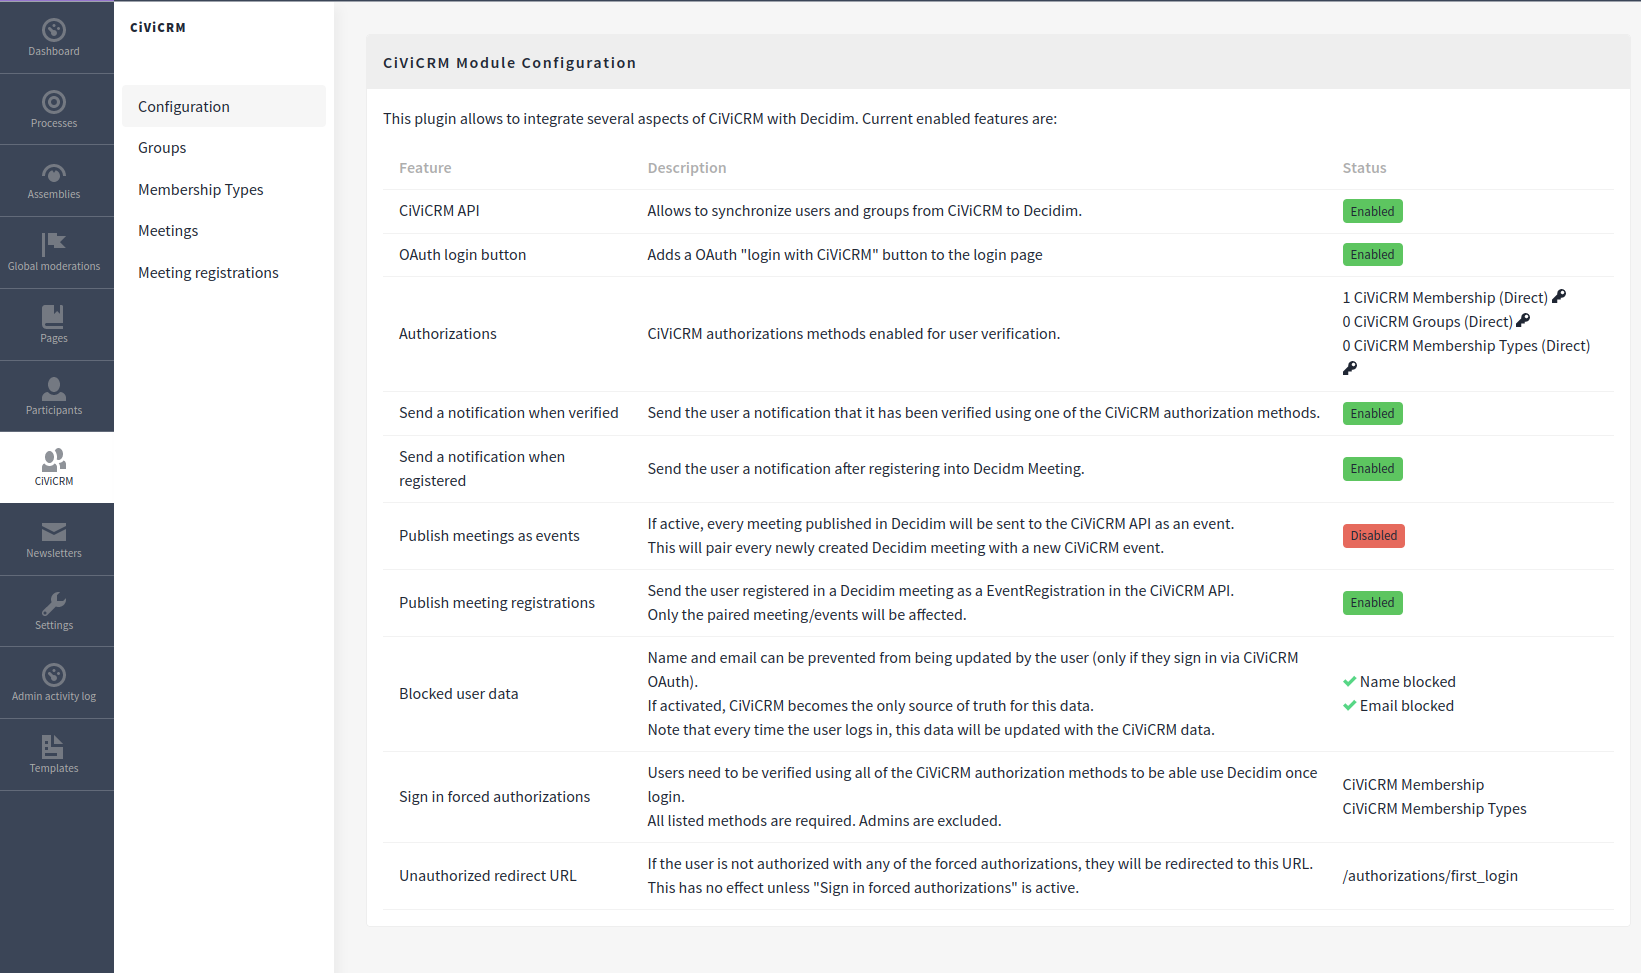 Dashboard
Processes
Assemblies
Global moderations
Pages
Participants
CiViCRM
Newsletters
Settings
Admin activity log
Templates
CiViCRM
Configuration
Groups
Membership Types
Meetings
Meeting registrations
CiViCRM Module Configuration
This plugin allows to integrate several aspects of CiViCRM with Decidim. Current enabled features are:
Feature Description Status
CiViCRM API Allows to synchronize users and groups from CiViCRM to Decidim. Enabled
OAuth login button Adds a OAuth "login with CiViCRM" button to the login page Enabled
Authorizations CiViCRM authorizations methods enabled for user verification.
1 CiViCRM Membership (Direct)
0 CiViCRM Groups (Direct)
0 CiViCRM Membership Types (Direct)
Send a notification when verified Send the user a notification that it has been verified using one of the CiViCRM authorization methods. Enabled
Send a notification when
registered
Send the user a notification after registering into Decidm Meeting. Enabled
Publish meetings as events
If active, every meeting published in Decidim will be sent to the CiViCRM API as an event.
This will pair every newly created Decidim meeting with a new CiViCRM event.
Disabled
Publish meeting registrations
Send the user registered in a Decidim meeting as a EventRegistration in the CiViCRM API.
Only the paired meeting/events will be affected.
Enabled
Blocked user data
Name and email can be prevented from being updated by the user (only if they sign in via CiViCRM
OAuth).
If activated, CiViCRM becomes the only source of truth for this data.
Note that every time the user logs in, this data will be updated with the CiViCRM data.
Name blocked
Email blocked
Sign in forced authorizations
Users need to be verified using all of the CiViCRM authorization methods to be able use Decidim once
login.
All listed methods are required. Admins are excluded.
CiViCRM Membership
CiViCRM Membership Types
Unauthorized redirect URL
If the user is not authorized with any of the forced authorizations, they will be redirected to this URL.
This has no effect unless "Sign in forced authorizations" is active.
/authorizations/first_login